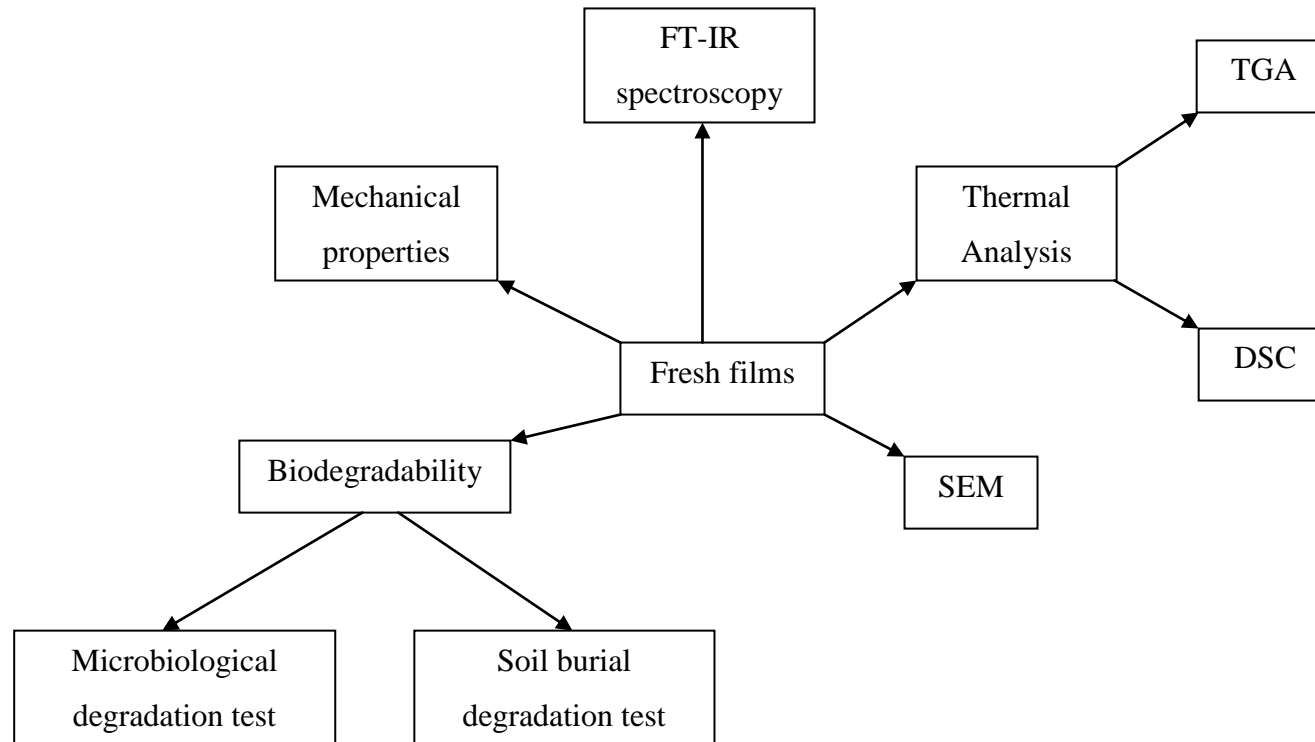 FT-IR
spectroscopy
TGA
Mechanical
properties
Thermal
Analysis
DSC
Fresh films
Biodegradability
SEM
Microbiological
degradation test
Soil burial
degradation test